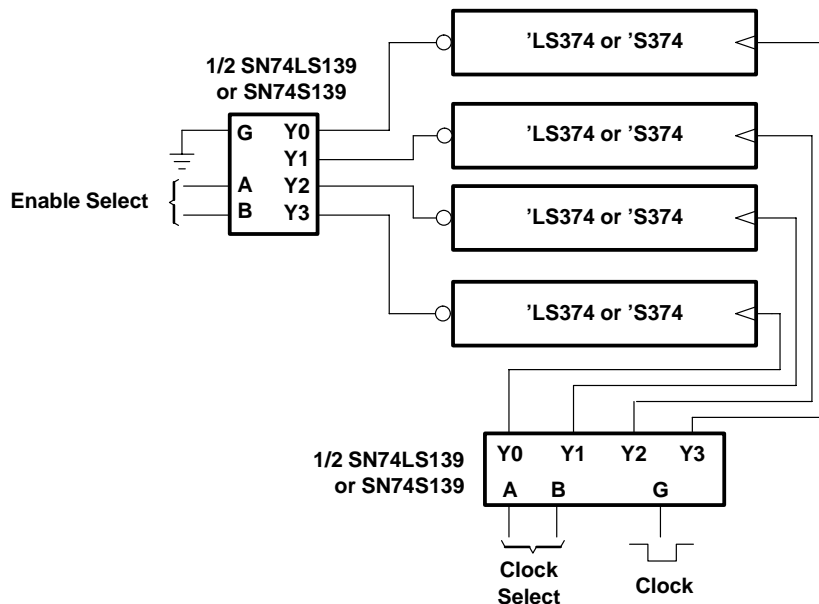 ’LS374 or ’S374
1/2 SN74LS139
or SN74S139
G Y0
Y1
A Y2
B Y3
Enable Select
’LS374 or ’S374
’LS374 or ’S374
’LS374 or ’S374
1/2 SN74LS139
or SN74S139
Y0 Y1 Y2 Y3
A B G
Clock
Select
Clock